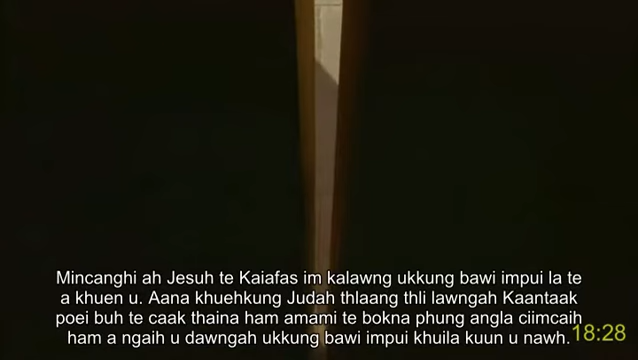 Mincanghi ah Jesuh te Kaiafas im kalawng ukkung bawi impui la te
a khuen u. Aana khuehkung Judah thlaang thli lawngah Kaantaak
poei buh te caak thaina ham amami te bokna phung angla ciimcaih
ham a ngaih u dawngah ukkung bawi impui khuila kuun u nawh.
18:28